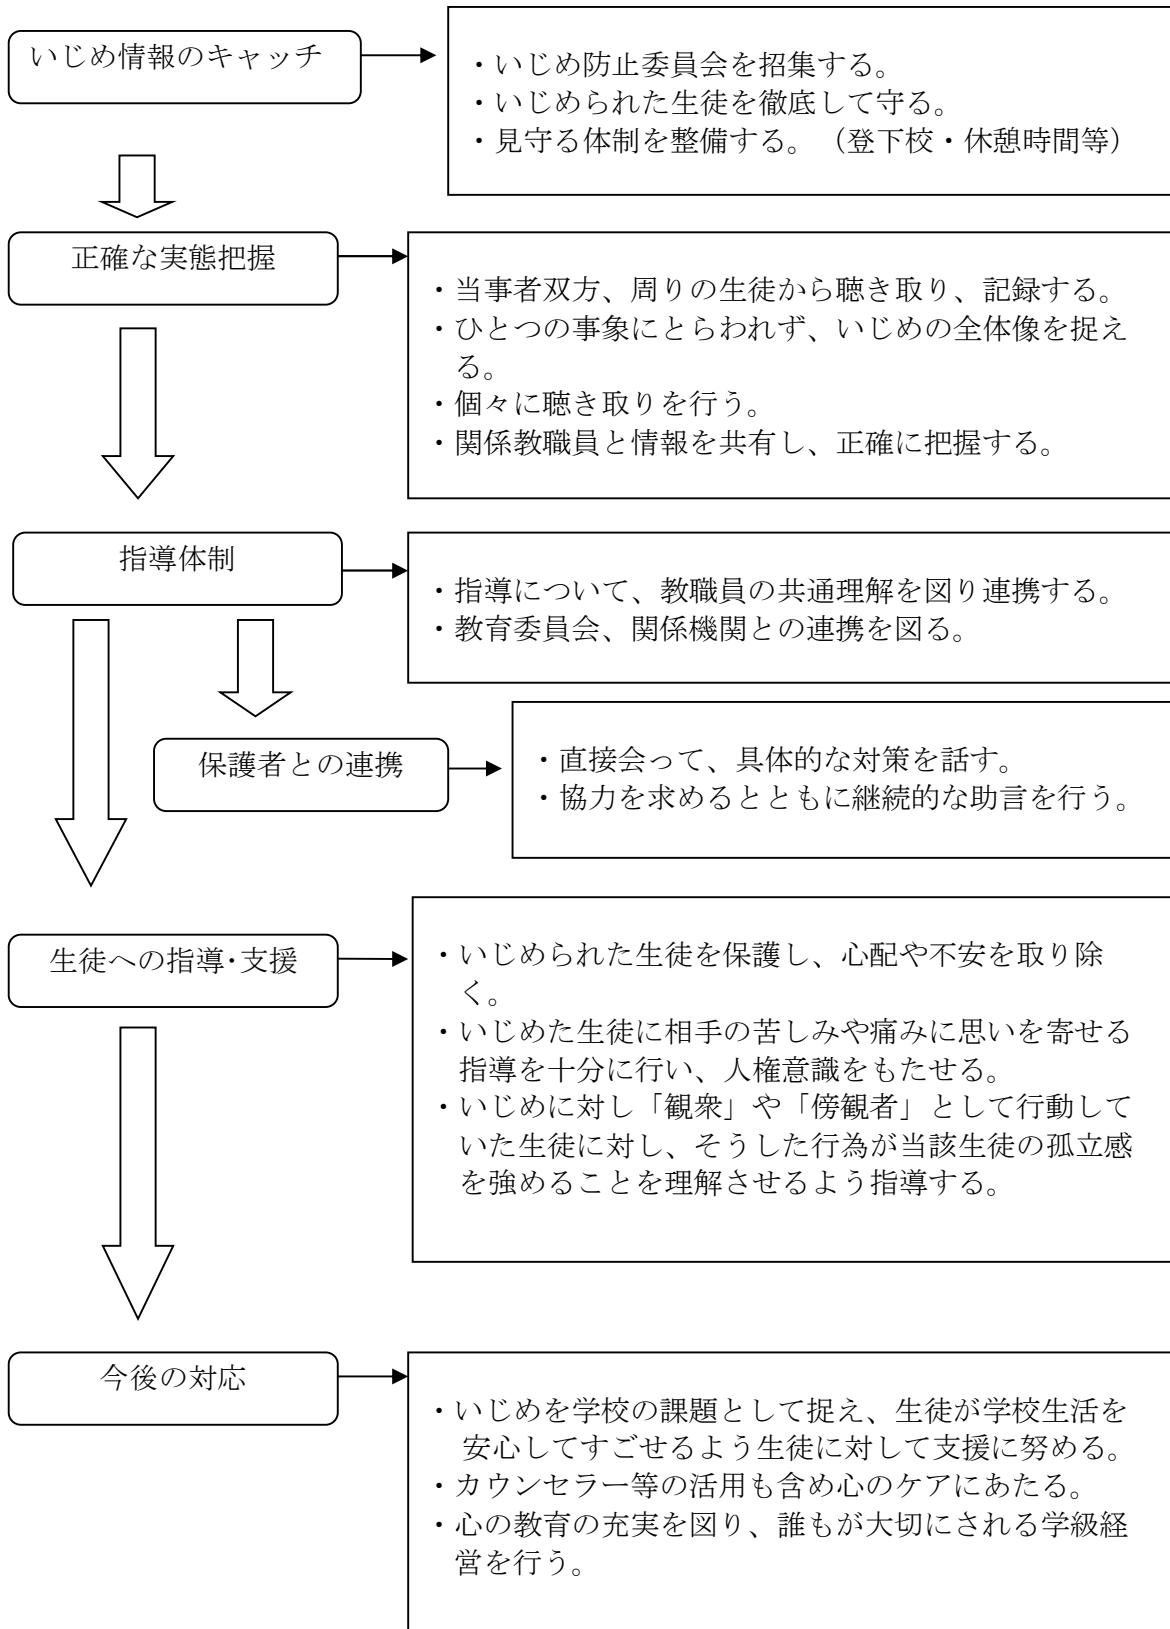 いじめ情報のキャッチ
・いじめ防止委員会を招集する。
・いじめられた生徒を徹底して守る。
・見守る体制を整備する。（登下校・休憩時間等）
正確な実態把握
・当事者双方、周りの生徒から聴き取り、記録する。
・ひとつの事象にとらわれず、いじめの全体像を捉え
る。
・個々に聴き取りを行う。
・関係教職員と情報を共有し、正確に把握する。
指導体制
・指導について、教職員の共通理解を図り連携する。
・教育委員会、関係機関との連携を図る。
保護者との連携
・直接会って、具体的な対策を話す。
・協力を求めるとともに継続的な助言を行う。
生徒への指導･支援
・いじめられた生徒を保護し、心配や不安を取り除
く。
・いじめた生徒に相手の苦しみや痛みに思いを寄せる
指導を十分に行い、人権意識をもたせる。
・いじめに対し「観衆」や「傍観者」として行動して
いた生徒に対し、そうした行為が当該生徒の孤立感
を強めることを理解させるよう指導する。
今後の対応
・いじめを学校の課題として捉え、生徒が学校生活を
安心してすごせるよう生徒に対して支援に努める。
・カウンセラー等の活用も含め心のケアにあたる。
・心の教育の充実を図り、誰もが大切にされる学級経
営を行う。